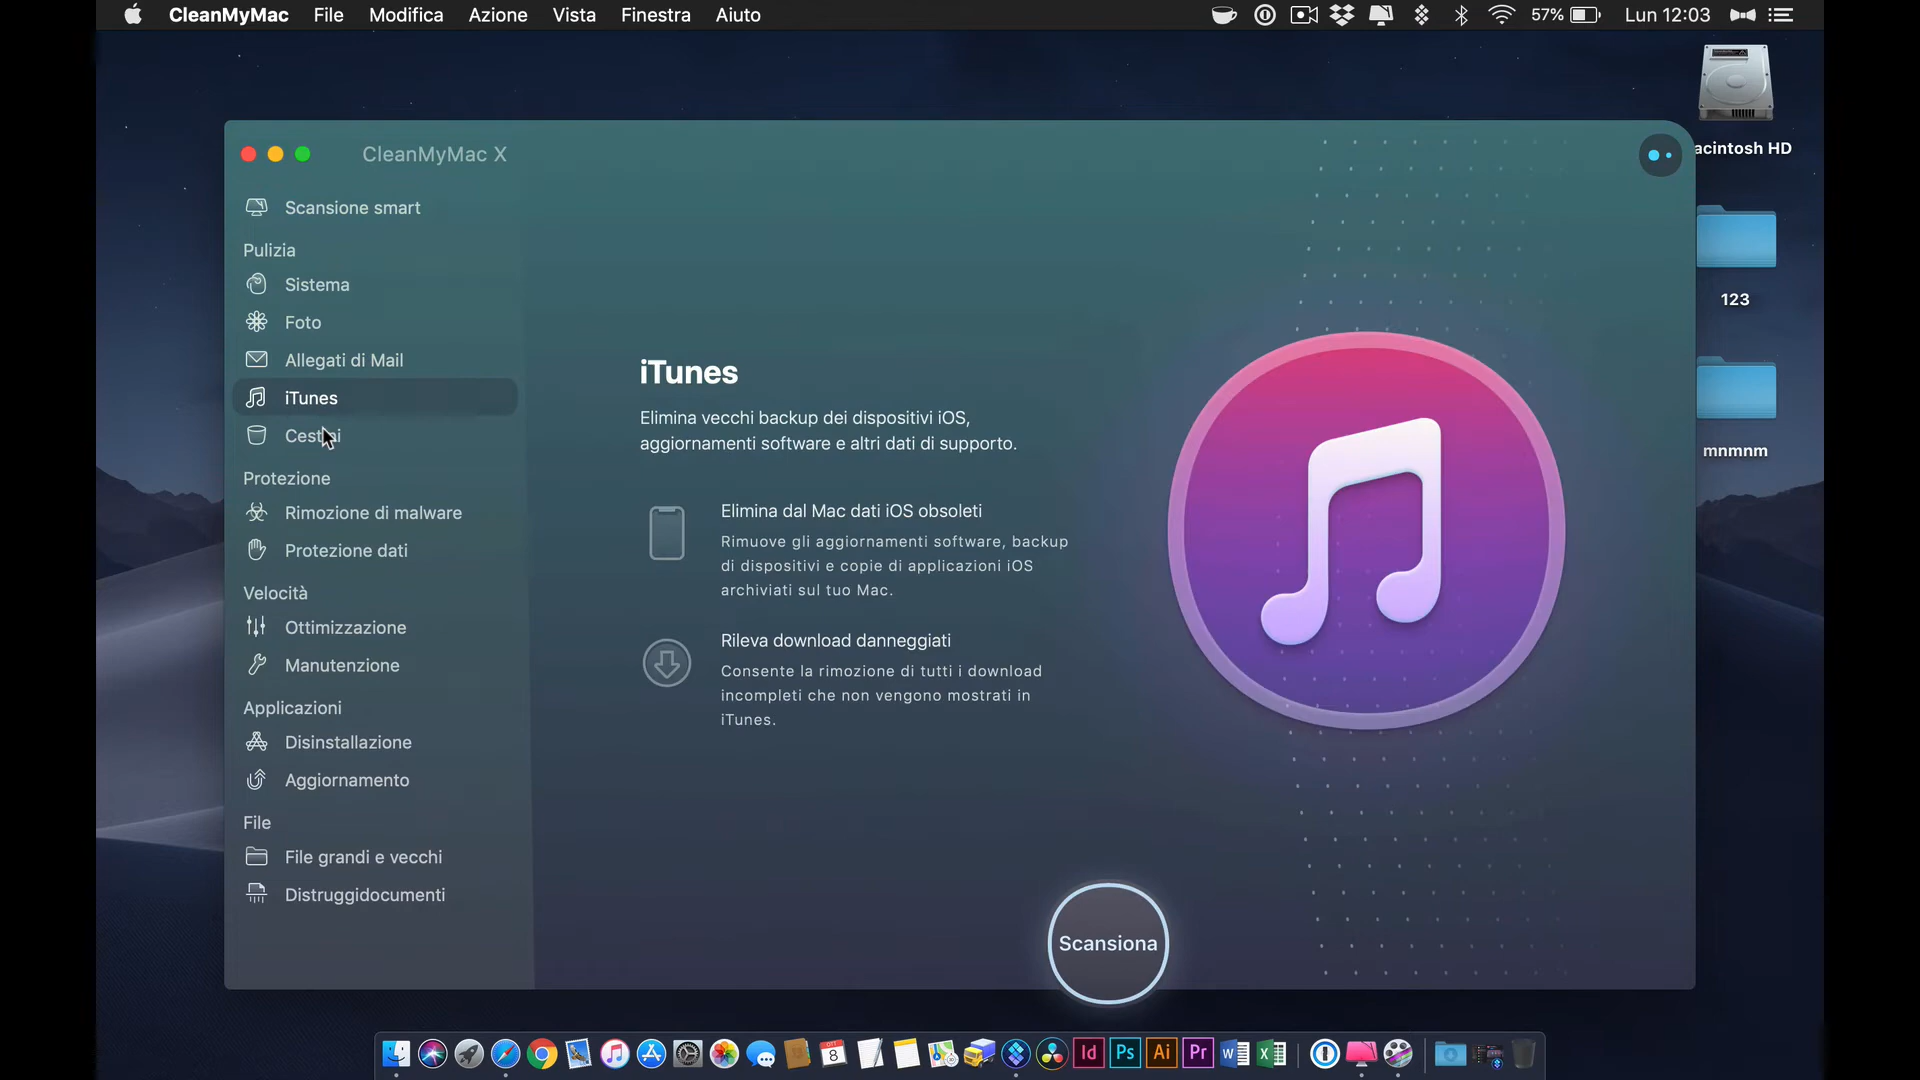 CleanMyMac File Modifica Azione Vista Finestra Aiuto 57% Lun 12:03
CleanMyMac X
acintosh HD
123
mnmnm
Scansione smart
Pulizia
Sistema
Foto
Allegati di Mail
iTunes
Protezione
Rimozione di malware
Protezione dati
Velocità
Ottimizzazione
Manutenzione
Applicazioni
Disinstallazione
Aggiornamento
File
File grandi e vecchi
Distruggidocumenti
iTunes
Elimina vecchi backup dei dispositivi iOS,
aggiornamenti software e altri dati di supporto.
Elimina dal Mac dati iOS obsoleti
Rimuove gli aggiornamenti software, backup
di dispositivi e copie di applicazioni iOS
archiviati sul tuo Mac.
Rileva download danneggiati
Consente la rimozione di tutti i download
incompleti che non vengono mostrati in
iTunes.
Scansiona
8 Id Ps Ai Pr W X